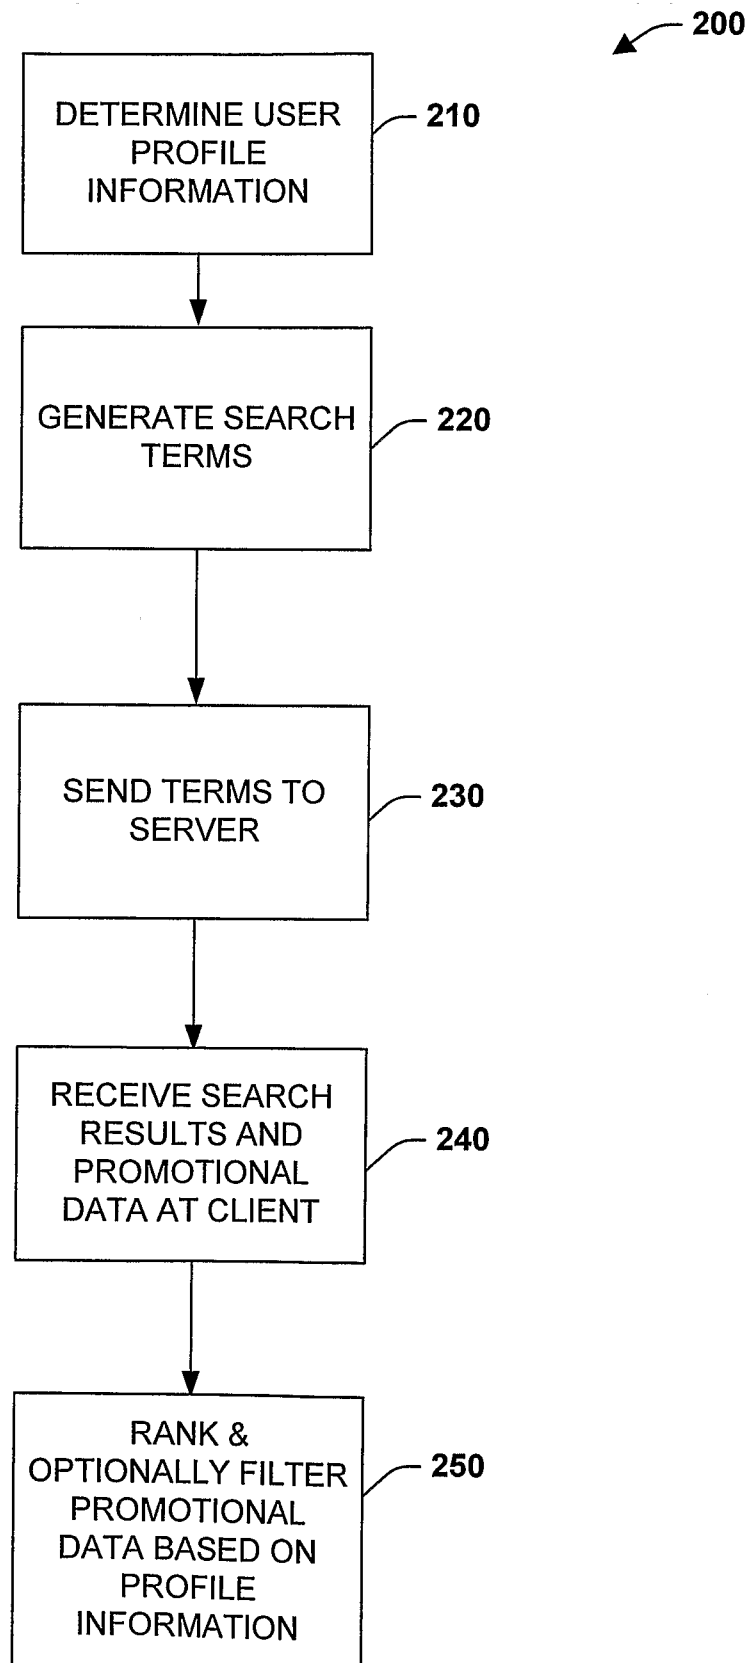 200
DETERMINE USER
PROFILE
INFORMATION
210
GENERATE SEARCH
TERMS
220
SEND TERMS TO
SERVER
230
RECEIVE SEARCH
RESULTS AND
PROMOTIONAL
DATA AT CLIENT
240
RANK &
OPTIONALLY FILTER
PROMOTIONAL
DATA BASED ON
PROFILE
INFORMATION
250